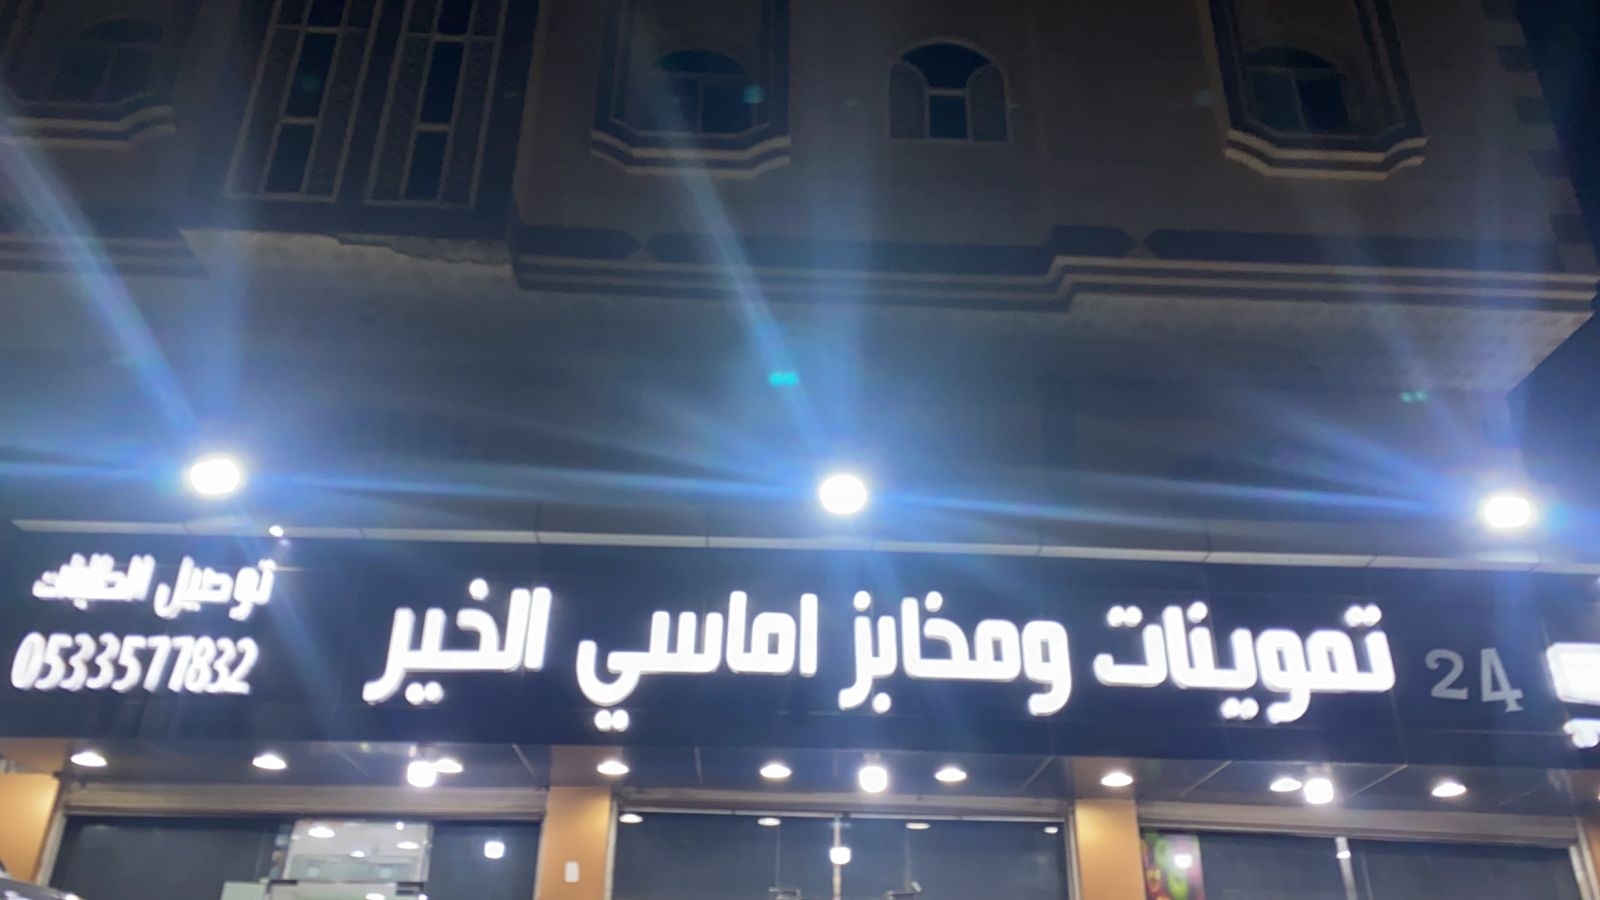 24 تموينات ومخابز اماسي الخير
توصيل الطلبات
0533577832